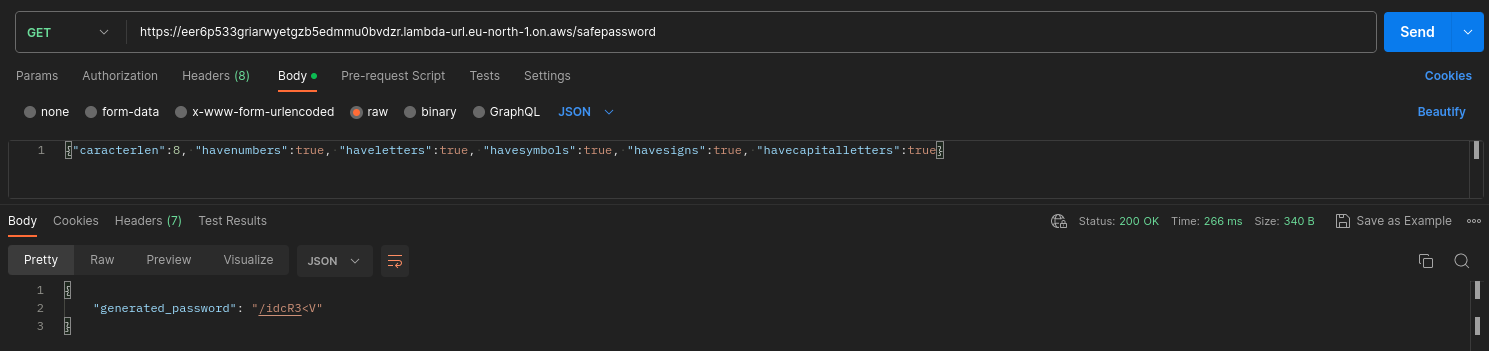 GET https://eer6p533griarwyetgzb5edmmu0bvdzr.lambda-url.eu-north-1.on.aws/safepassword Send
Params Authorization Headers (8) Body Pre-request Script Tests Settings Cookies
none form-data x-www-form-urlencoded raw binary GraphQL JSON Beautify
1 {"caracterlen":8, "havenumbers":true, "haveletters":true, "havesymbols":true, "havesigns":true, "havecapitalletters":true}
Body Cookies Headers (7) Test Results Status: 200 OK Time: 266 ms Size: 340 B Save as Example
Pretty Raw Preview Visualize JSON
1 {
2 "generated_password": "/idcR3<V"
3 }